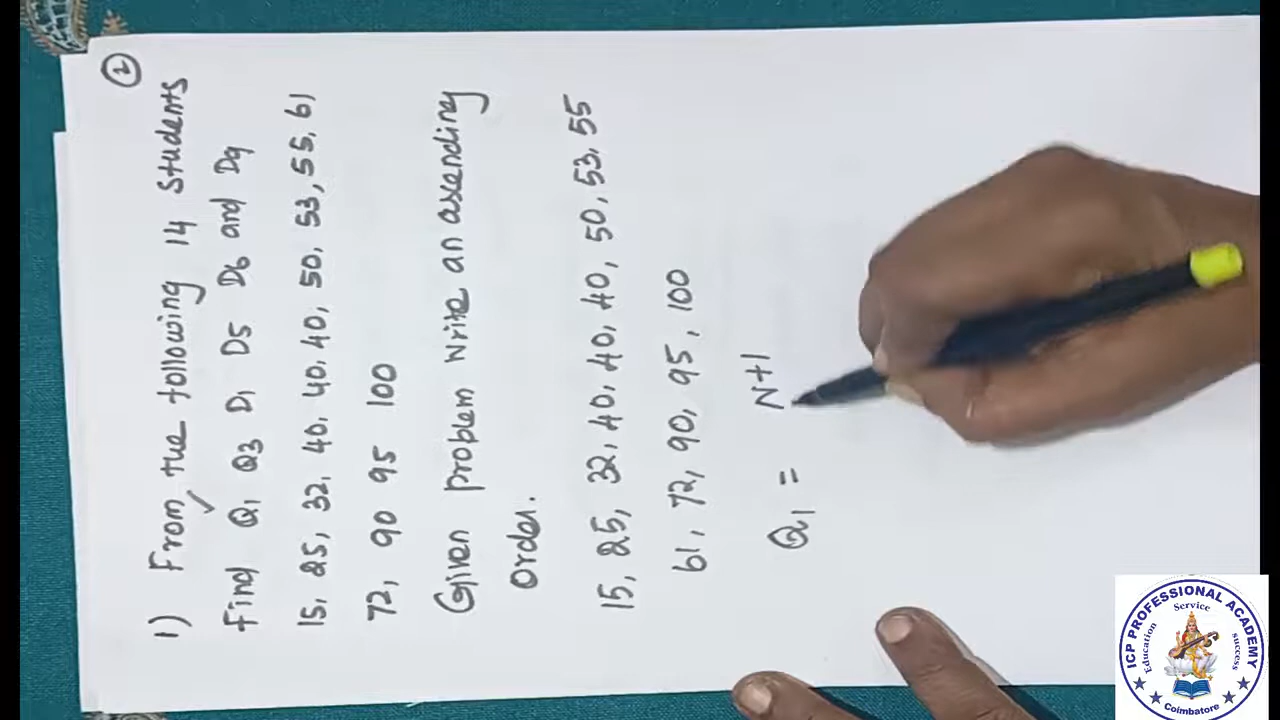 ②
1) From the following 14 students
Find Q1 Q3 D1 D5 D6 and D9
15, 25, 32, 40, 40, 40, 50, 53, 55, 61
72, 90 95 100
Given problem write an ascending
order.
15, 25, 32, 40, 40, 40, 50, 53, 55
61, 72, 90, 95, 100
Q1 = N+1
ICP PROFESSIONAL ACADEMY
Education
Service
success
Coimbatore